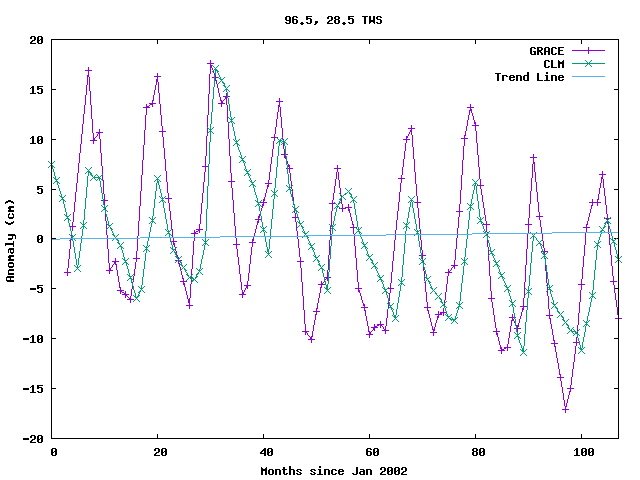 96.5, 28.5 TWS
GRACE
CLM
Trend Line
20
15
10
5
0
-5
-10
-15
-20
Anomaly (cm)
0 20 40 60 80 100
Months since Jan 2002